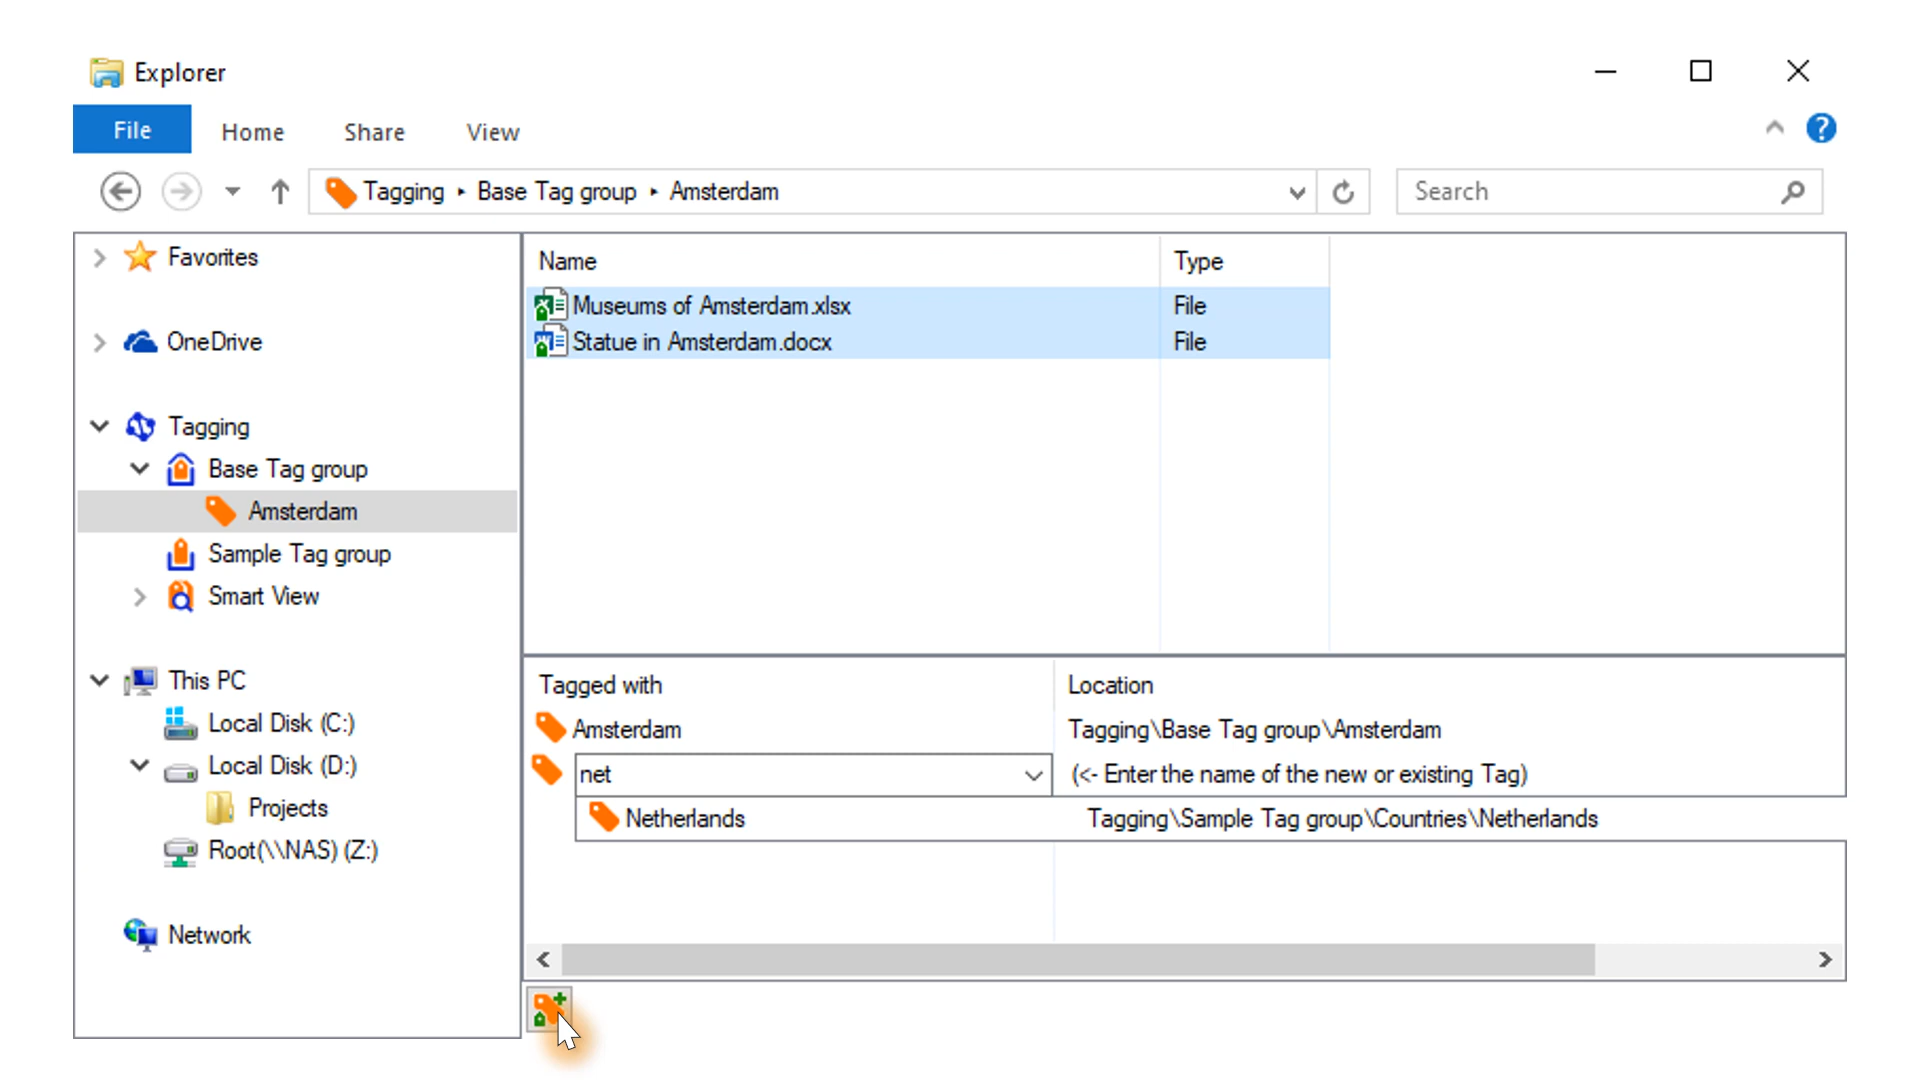 Explorer
File Home Share View
Tagging ▸ Base Tag group ▸ Amsterdam
Search
Favorites
OneDrive
Tagging
Base Tag group
Amsterdam
Sample Tag group
Smart View
This PC
Local Disk (C:)
Local Disk (D:)
Projects
Root(\\NAS) (Z:)
Network
Name Type
Museums of Amsterdam.xlsx File
Statue in Amsterdam.docx File
Tagged with Location
Amsterdam Tagging\Base Tag group\Amsterdam
net (<- Enter the name of the new or existing Tag)
Netherlands Tagging\Sample Tag group\Countries\Netherlands